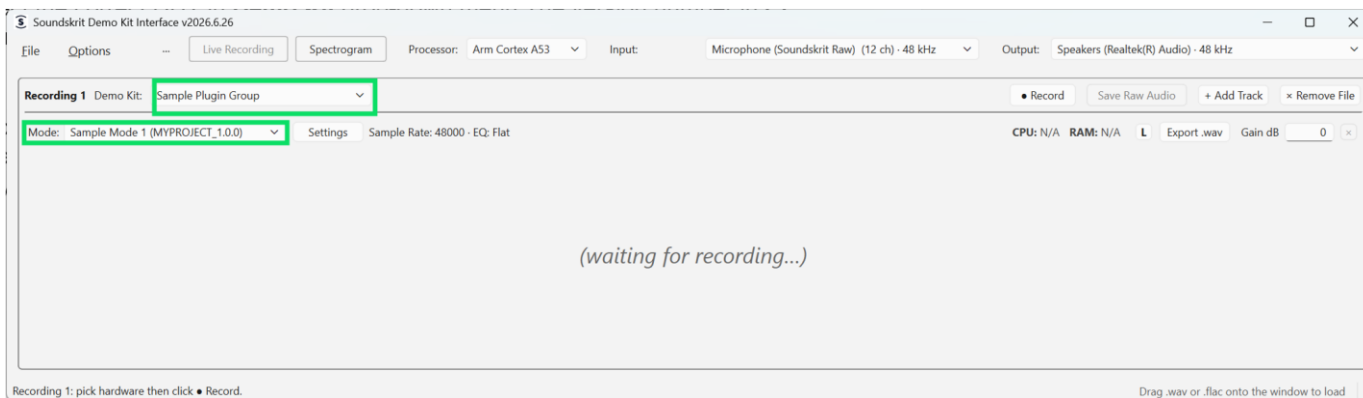 Soundskrit Demo Kit Interface v2026.6.26
File Options ... Live Recording Spectrogram Processor: Arm Cortex A53 Input: Microphone (Soundskrit Raw) (12 ch) · 48 kHz Output: Speakers (Realtek(R) Audio) · 48 kHz
Recording 1 Demo Kit: Sample Plugin Group ● Record Save Raw Audio + Add Track × Remove File
Mode: Sample Mode 1 (MYPROJECT_1.0.0) Settings Sample Rate: 48000 · EQ: Flat CPU: N/A RAM: N/A L Export .wav Gain dB 0 ×
(waiting for recording...)
Recording 1: pick hardware then click ● Record. Drag .wav or .flac onto the window to load